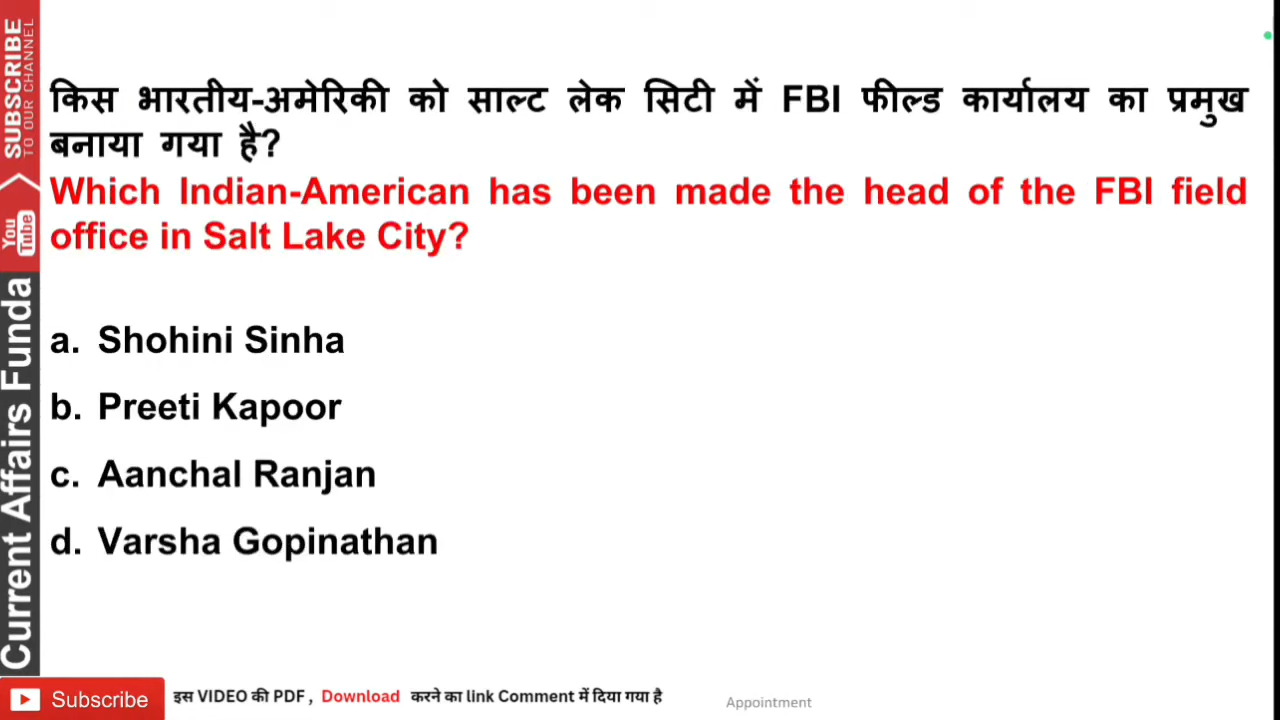 SUBSCRIBE
TO OUR CHANNEL
You
Tube
Current Affairs Funda
किस भारतीय-अमेरिकी को साल्ट लेक सिटी में FBI फील्ड कार्यालय का प्रमुख
बनाया गया है?
Which Indian-American has been made the head of the FBI field
office in Salt Lake City?
a. Shohini Sinha
b. Preeti Kapoor
c. Aanchal Ranjan
d. Varsha Gopinathan
Subscribe
इस VIDEO की PDF , Download करने का link Comment में दिया गया है
Appointment